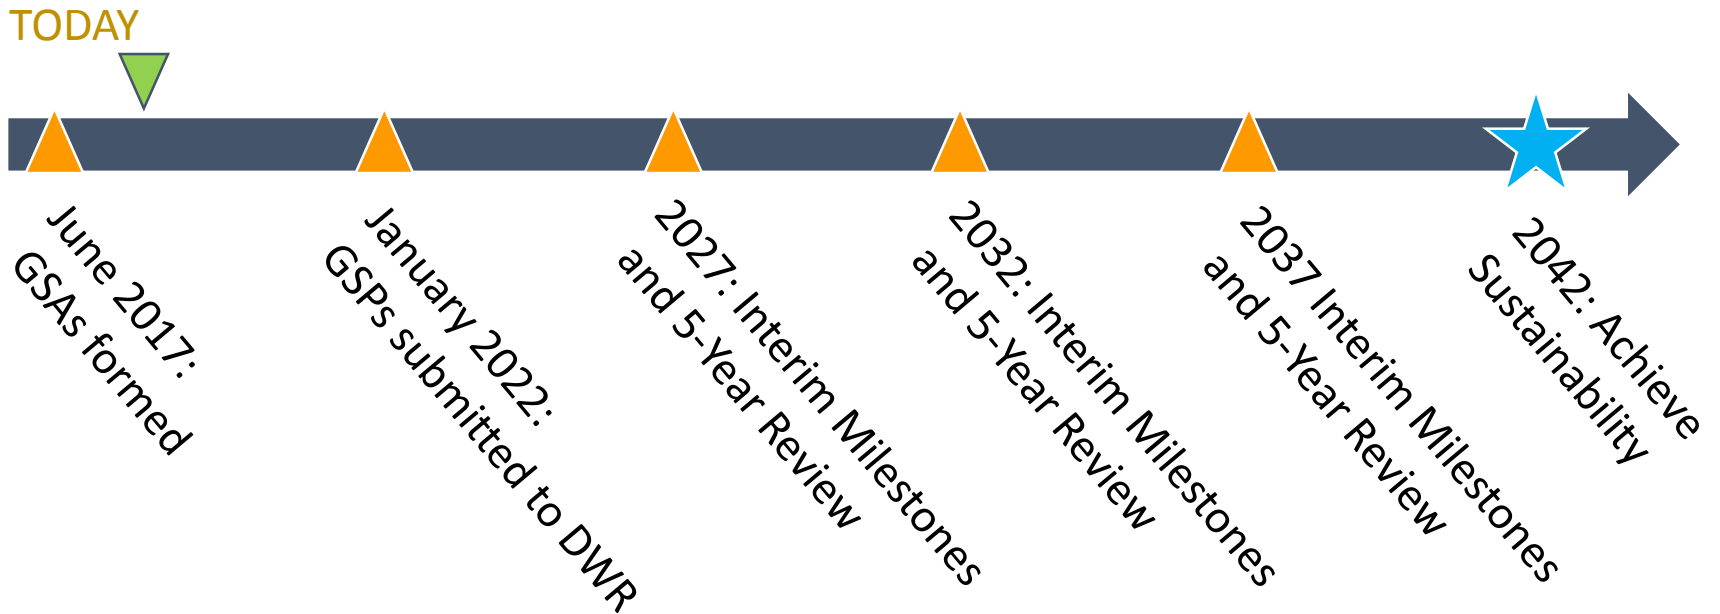 TODAY
June 2017:
GSAs formed
January 2022:
GSPs submitted to DWR
2027: Interim Milestones
and 5-Year Review
2032: Interim Milestones
and 5-Year Review
2037 Interim Milestones
and 5-Year Review
2042: Achieve
Sustainability